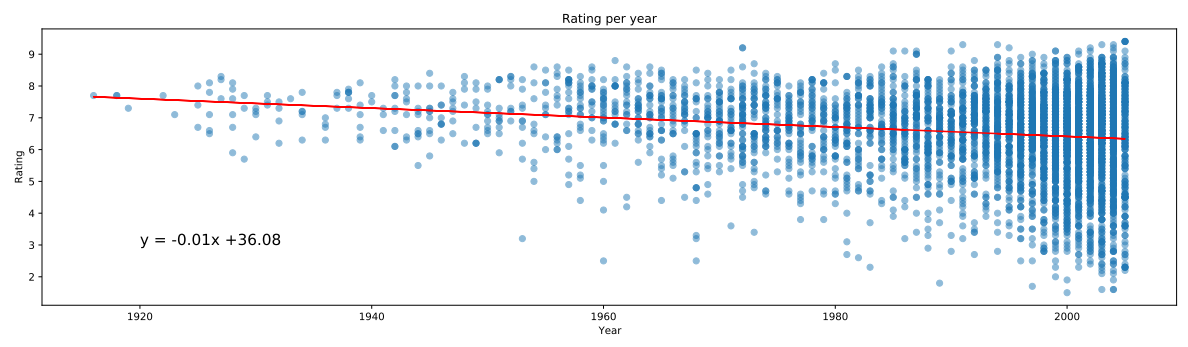 Rating per year
9
8
7
6
5
4
3
2
Rating
y = -0.01x +36.08
1920 1940 1960 1980 2000
Year